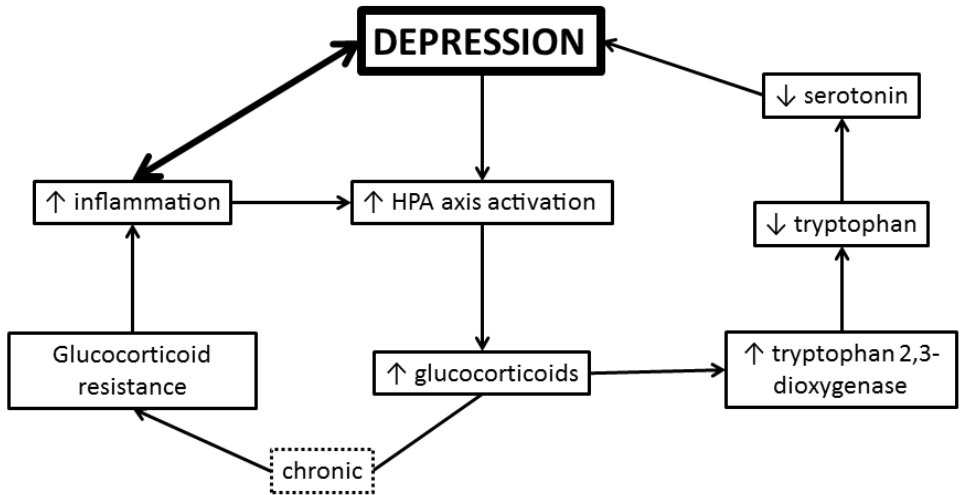 DEPRESSION
↓ serotonin
↑ inflammation
↑ HPA axis activation
↓ tryptophan
Glucocorticoid
resistance
↑ glucocorticoids
↑ tryptophan 2,3-
dioxygenase
chronic